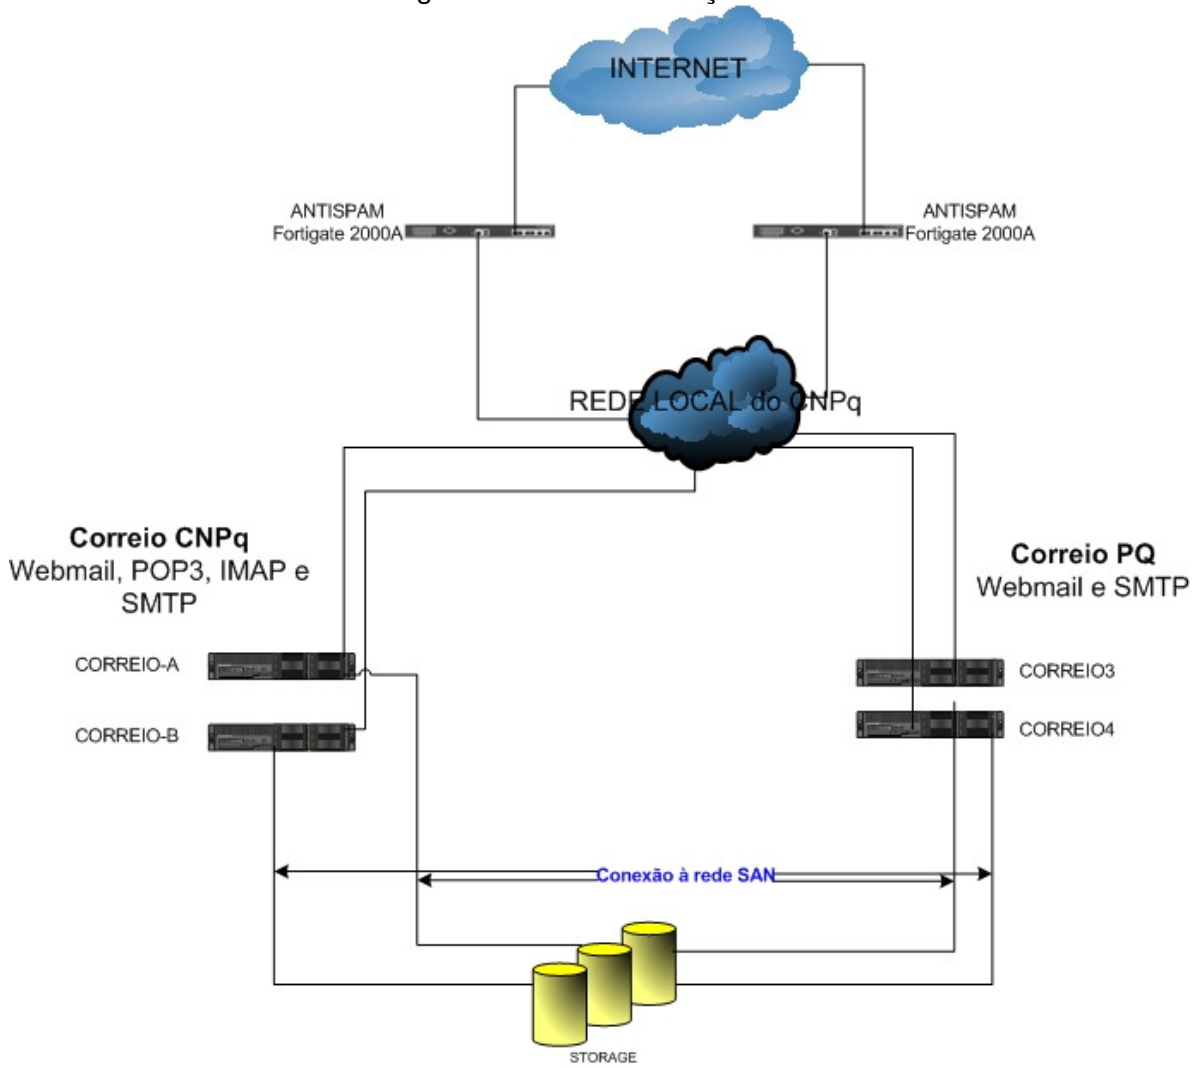 INTERNET
ANTISPAM
Fortigate 2000A
ANTISPAM
Fortigate 2000A
REDE LOCAL do CNPq
Correio CNPq
Webmail, POP3, IMAP e
SMTP
Correio PQ
Webmail e SMTP
CORREIO-A
CORREIO3
CORREIO-B
CORREIO4
Conexão à rede SAN
STORAGE